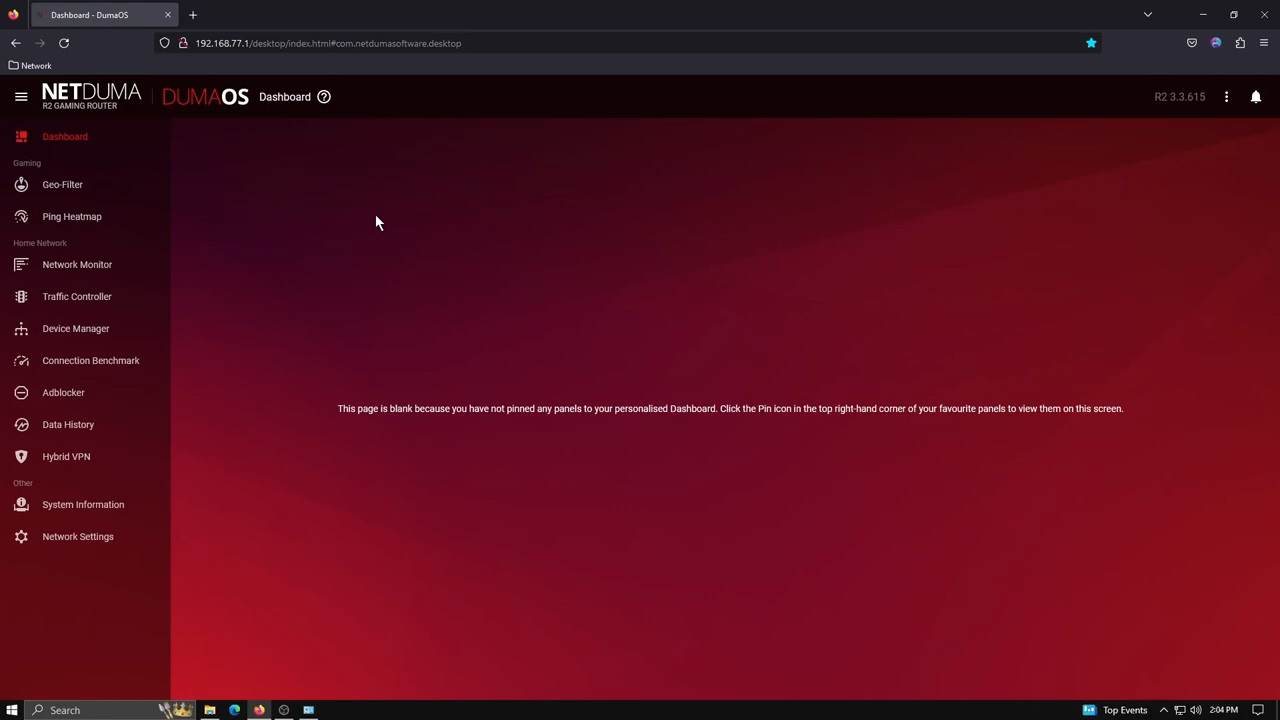 Dashboard - DumaOS
192.168.77.1/desktop/index.html#com.netdumasoftware.desktop
Network
NETDUMA
R2 GAMING ROUTER
DUMAOS
Dashboard
R2 3.3.615
Dashboard
Gaming
Geo-Filter
Ping Heatmap
Home Network
Network Monitor
Traffic Controller
Device Manager
Connection Benchmark
Adblocker
Data History
Hybrid VPN
Other
System Information
Network Settings
This page is blank because you have not pinned any panels to your personalised Dashboard. Click the Pin icon in the top right-hand corner of your favourite panels to view them on this screen.
Search
Top Events
2:04 PM